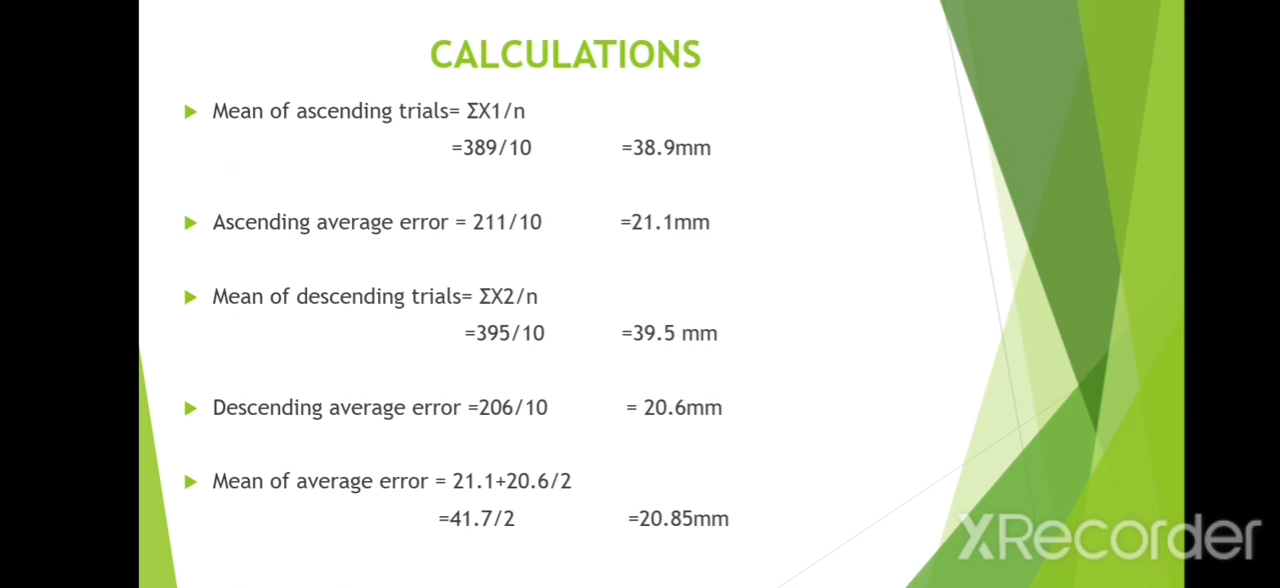 CALCULATIONS
Mean of ascending trials= ΣX1/n
=389/10 =38.9mm
Ascending average error = 211/10 =21.1mm
Mean of descending trials= ΣX2/n
=395/10 =39.5 mm
Descending average error =206/10 = 20.6mm
Mean of average error = 21.1+20.6/2
=41.7/2 =20.85mm
XRecorder